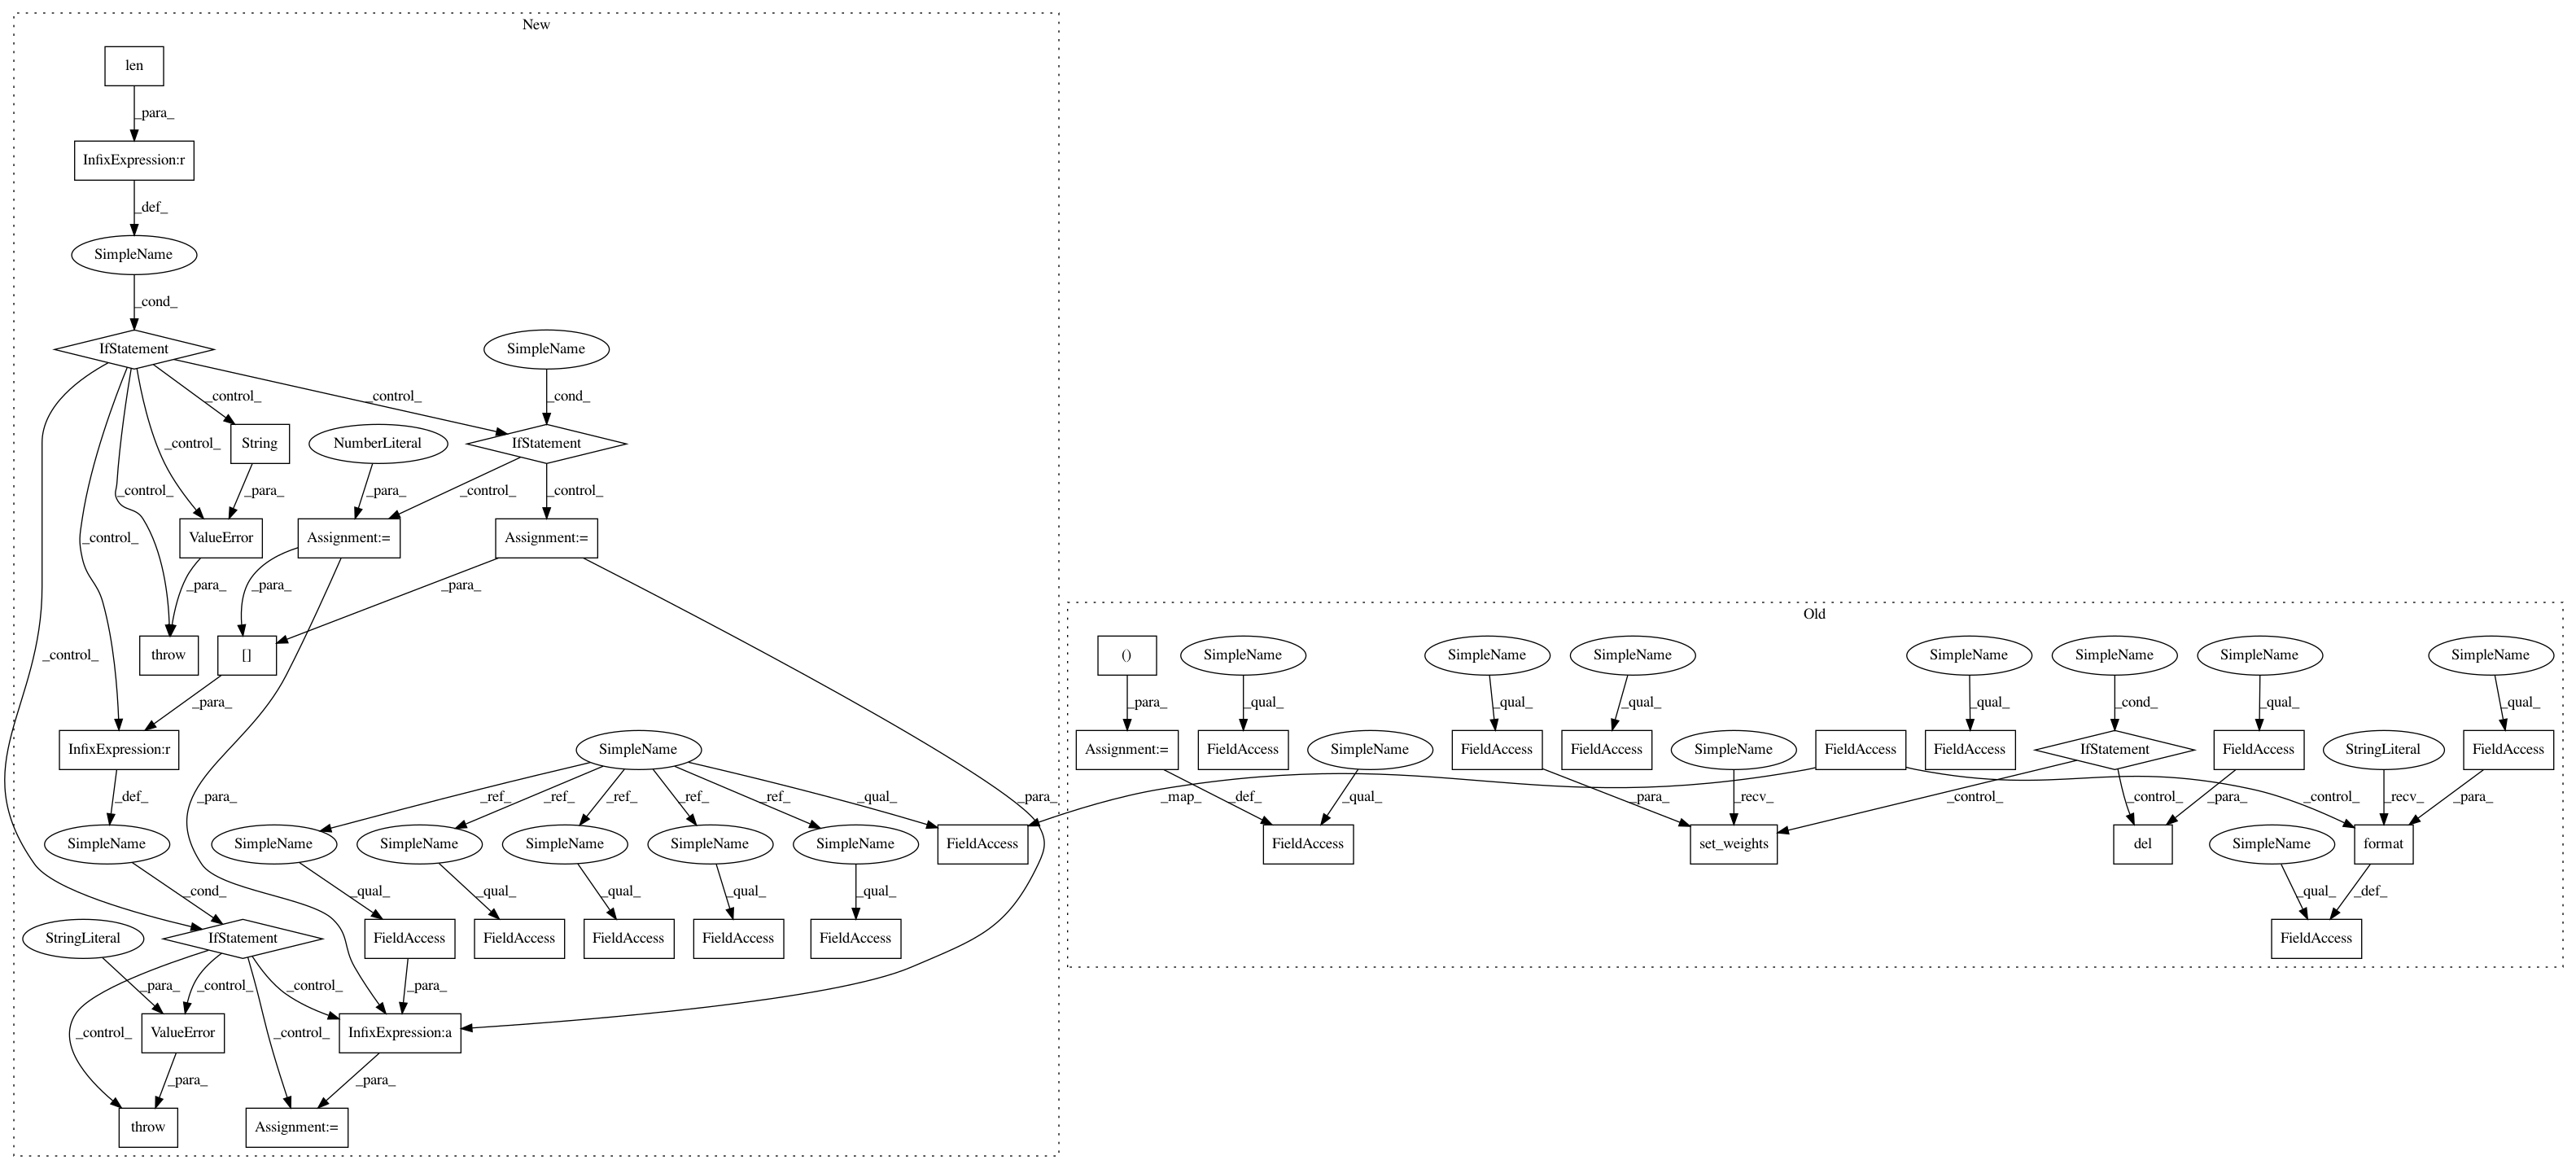 New
len
_para_
InfixExpression:r
_def_
SimpleName
_cond_
IfStatement
SimpleName
_control_
_control_
_cond_
String
NumberLiteral
IfStatement
_control_
_control_
_para_
_para_
_control_
_control_
ValueError
Assignment:=
Assignment:=
_control_
_para_
_para_
_para_
Old
_control_
throw
[]
()
SimpleName
SimpleName
SimpleName
SimpleName
SimpleName
SimpleName
SimpleName
_para_
_para_
_qual_
_qual_
_qual_
_qual_
_cond_
_qual_
_qual_
InfixExpression:r
SimpleName
Assignment:=
FieldAccess
SimpleName
FieldAccess
FieldAccess
SimpleName
FieldAccess
FieldAccess
IfStatement
FieldAccess
StringLiteral
FieldAccess
_def_
_para_
_ref_
_ref_
_ref_
_ref_
_ref_
_qual_
_para_
_map_
_def_
_qual_
_para_
_recv_
_control_
_control_
_para_
_control_
_recv_
_para_
SimpleName
SimpleName
SimpleName
SimpleName
SimpleName
SimpleName
FieldAccess
FieldAccess
set_weights
del
SimpleName
format
_cond_
_qual_
_qual_
_qual_
_qual_
_qual_
_qual_
_def_
StringLiteral
IfStatement
FieldAccess
FieldAccess
FieldAccess
FieldAccess
FieldAccess
FieldAccess
_para_
_control_
_control_
_para_
_control_
_control_
ValueError
InfixExpression:a
_para_
_para_
throw
Assignment:=